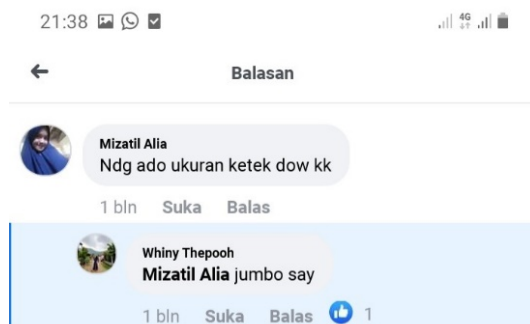 21:38
4G
Balasan
Mizatil Alia
Ndg ado ukuran ketek dow kk
1 bln Suka Balas
Whiny Thepooh
Mizatil Alia jumbo say
1 bln Suka Balas 1